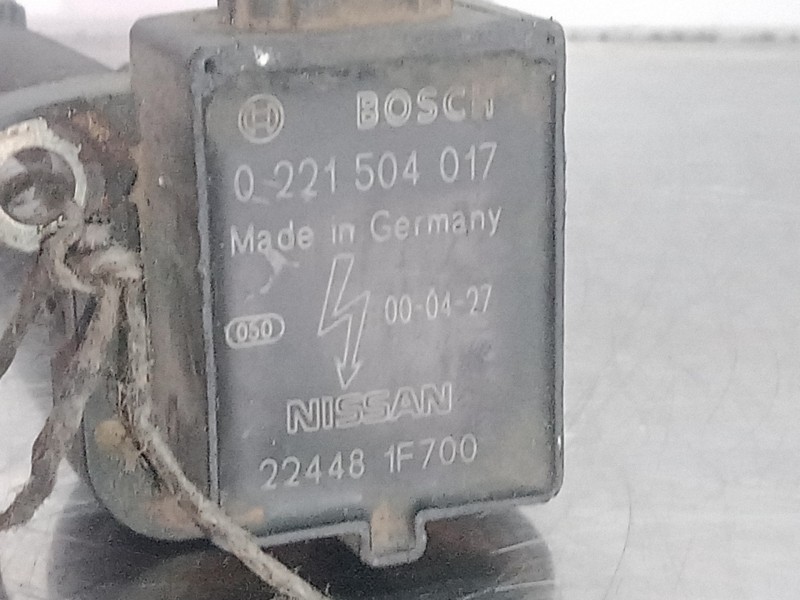 BOSCH
0 221 504 017
Made in Germany
00-04-27
050
NISSAN
22448 1F700